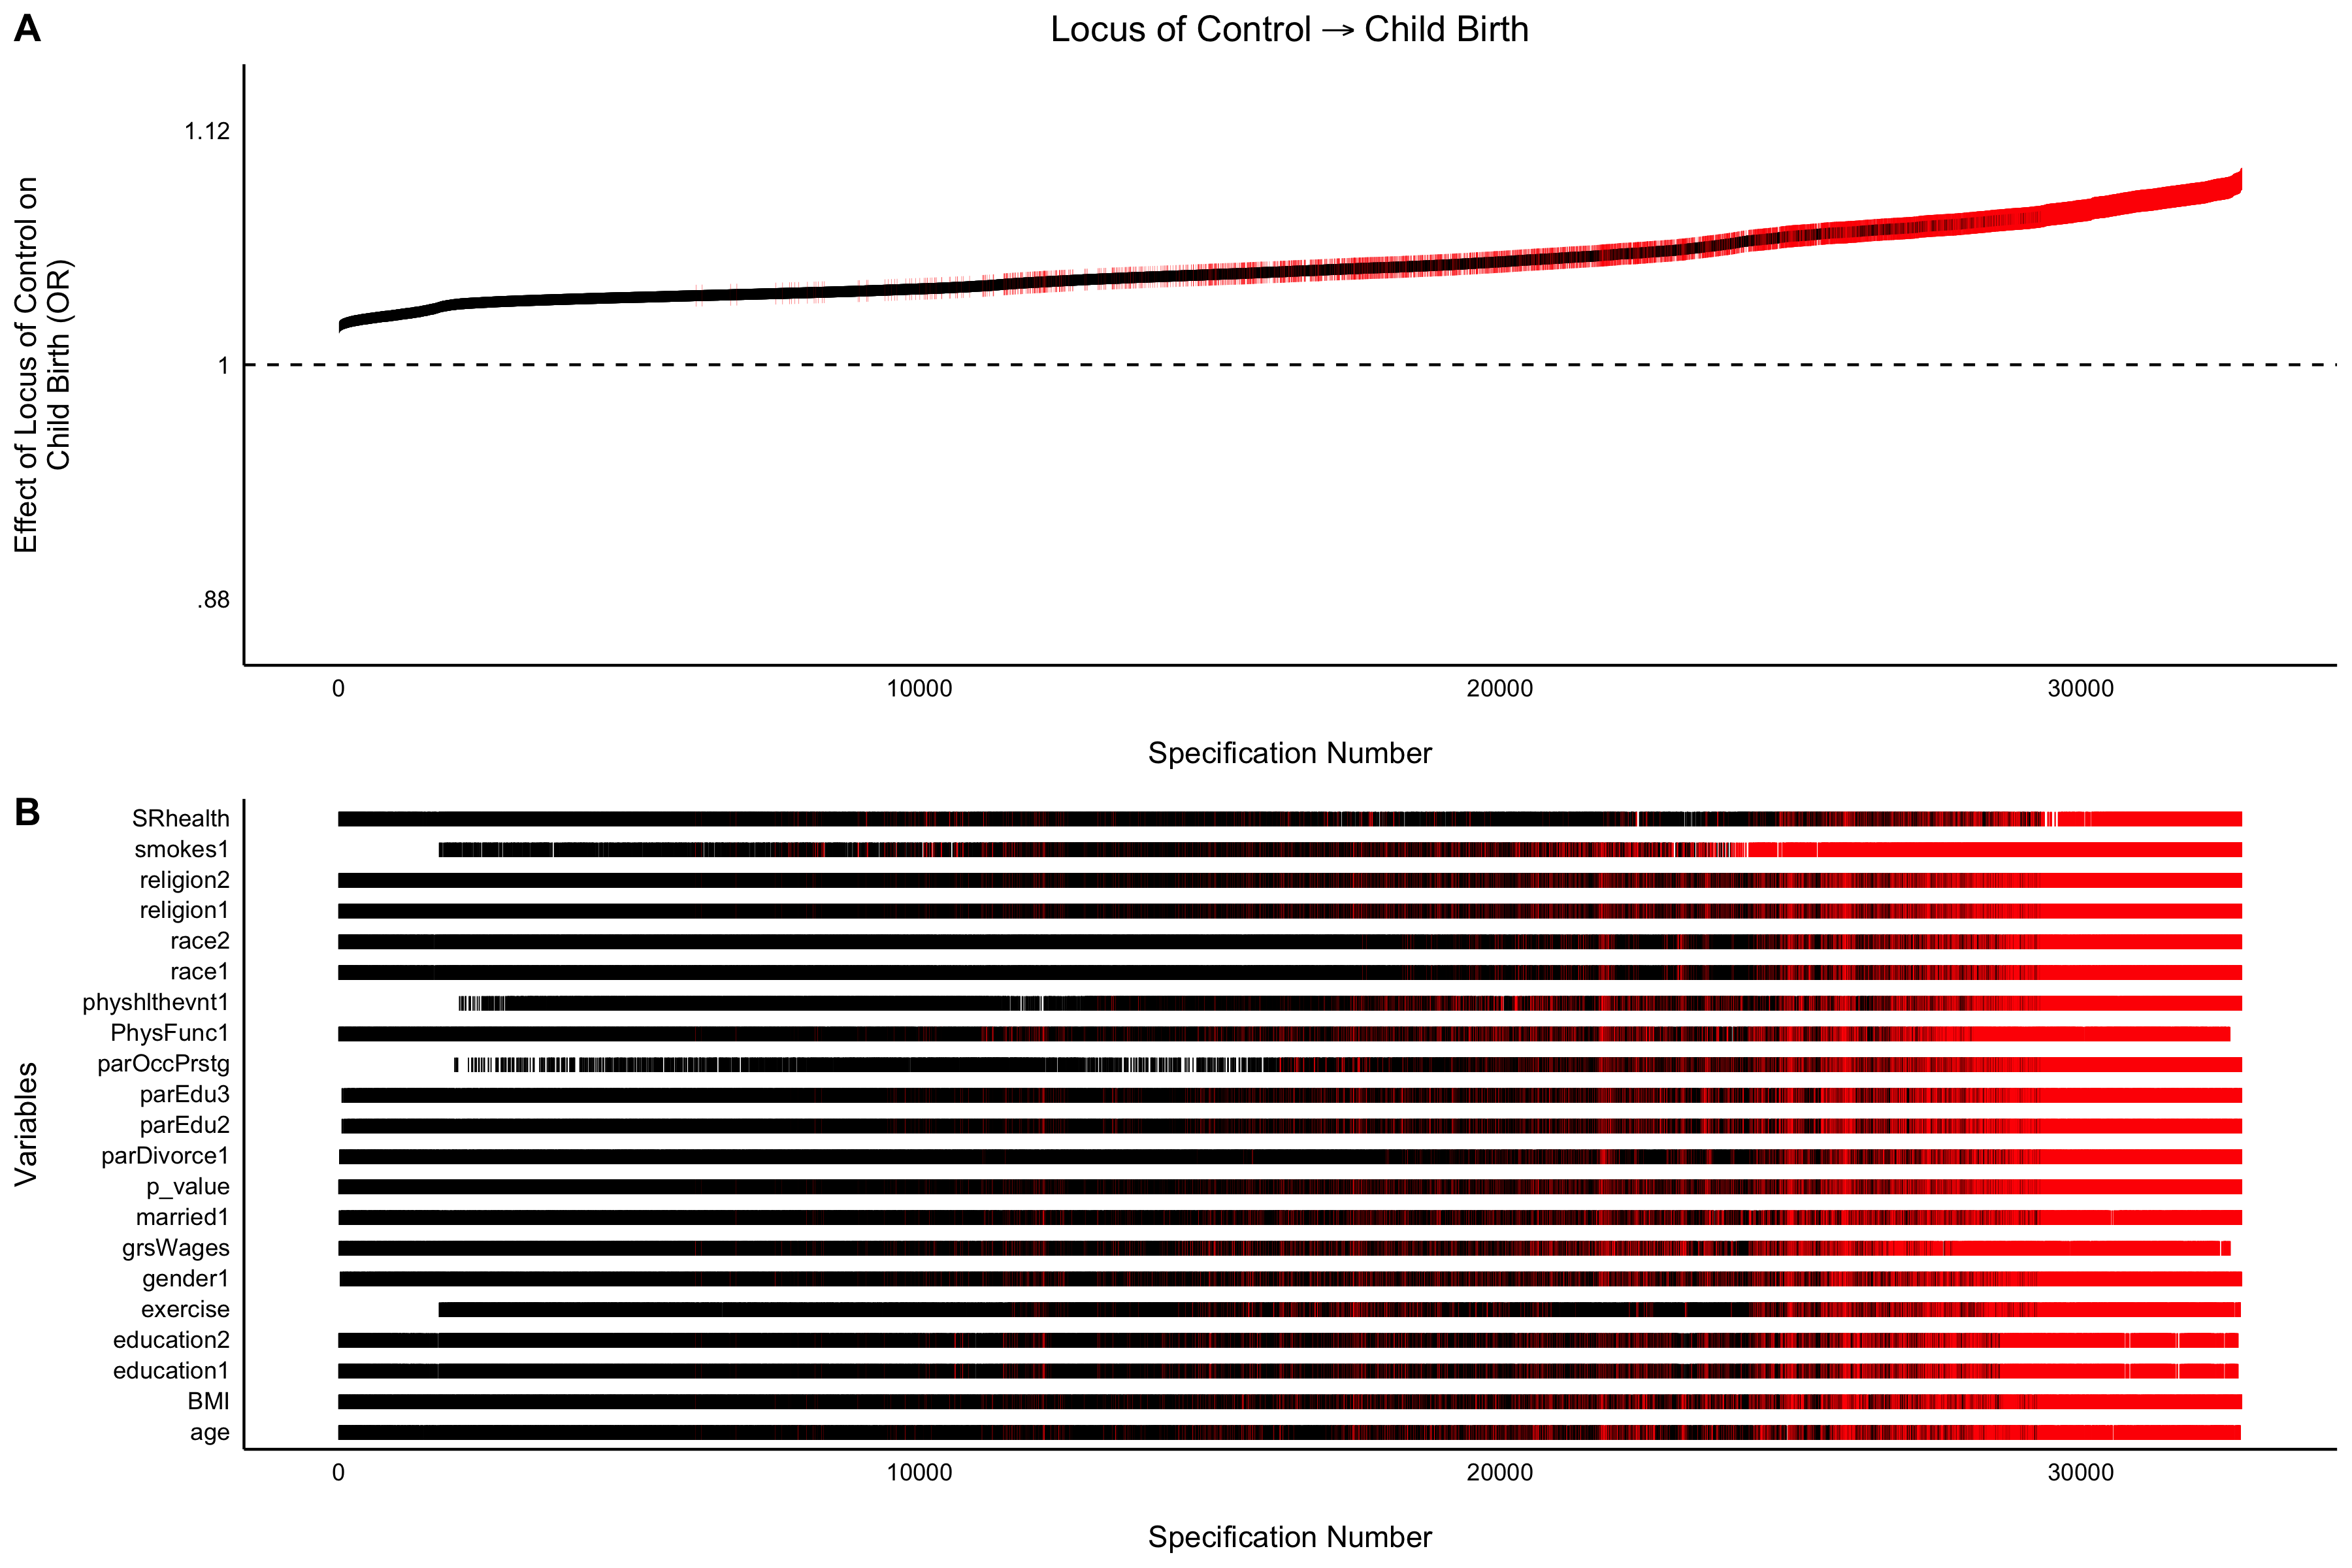 A
Locus of Control → Child Birth
Effect of Locus of Control on
Child Birth (OR)
1.12
1
.88
0 10000 20000 30000
Specification Number
B
Variables
SRhealth
smokes1
religion2
religion1
race2
race1
physhlthevnt1
PhysFunc1
parOccPrstg
parEdu3
parEdu2
parDivorce1
p_value
married1
grsWages
gender1
exercise
education2
education1
BMI
age
0 10000 20000 30000
Specification Number